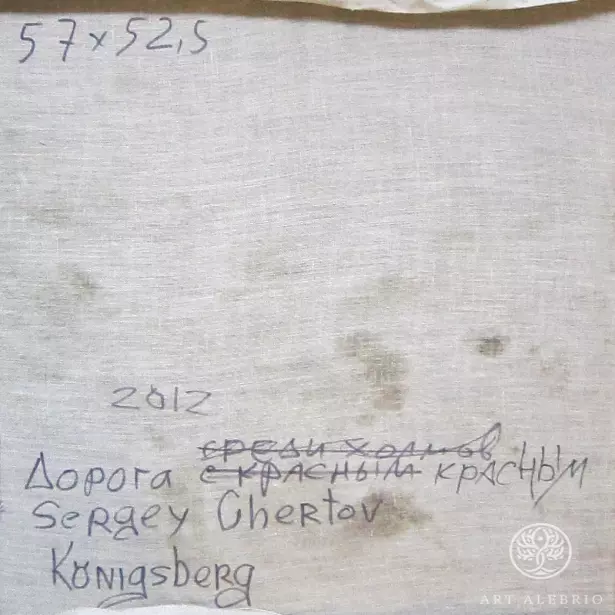 57x52,5
2012
среди холмов
Дорога с красным красным
Sergey Chertov
Königsberg
ART ALEBRIO